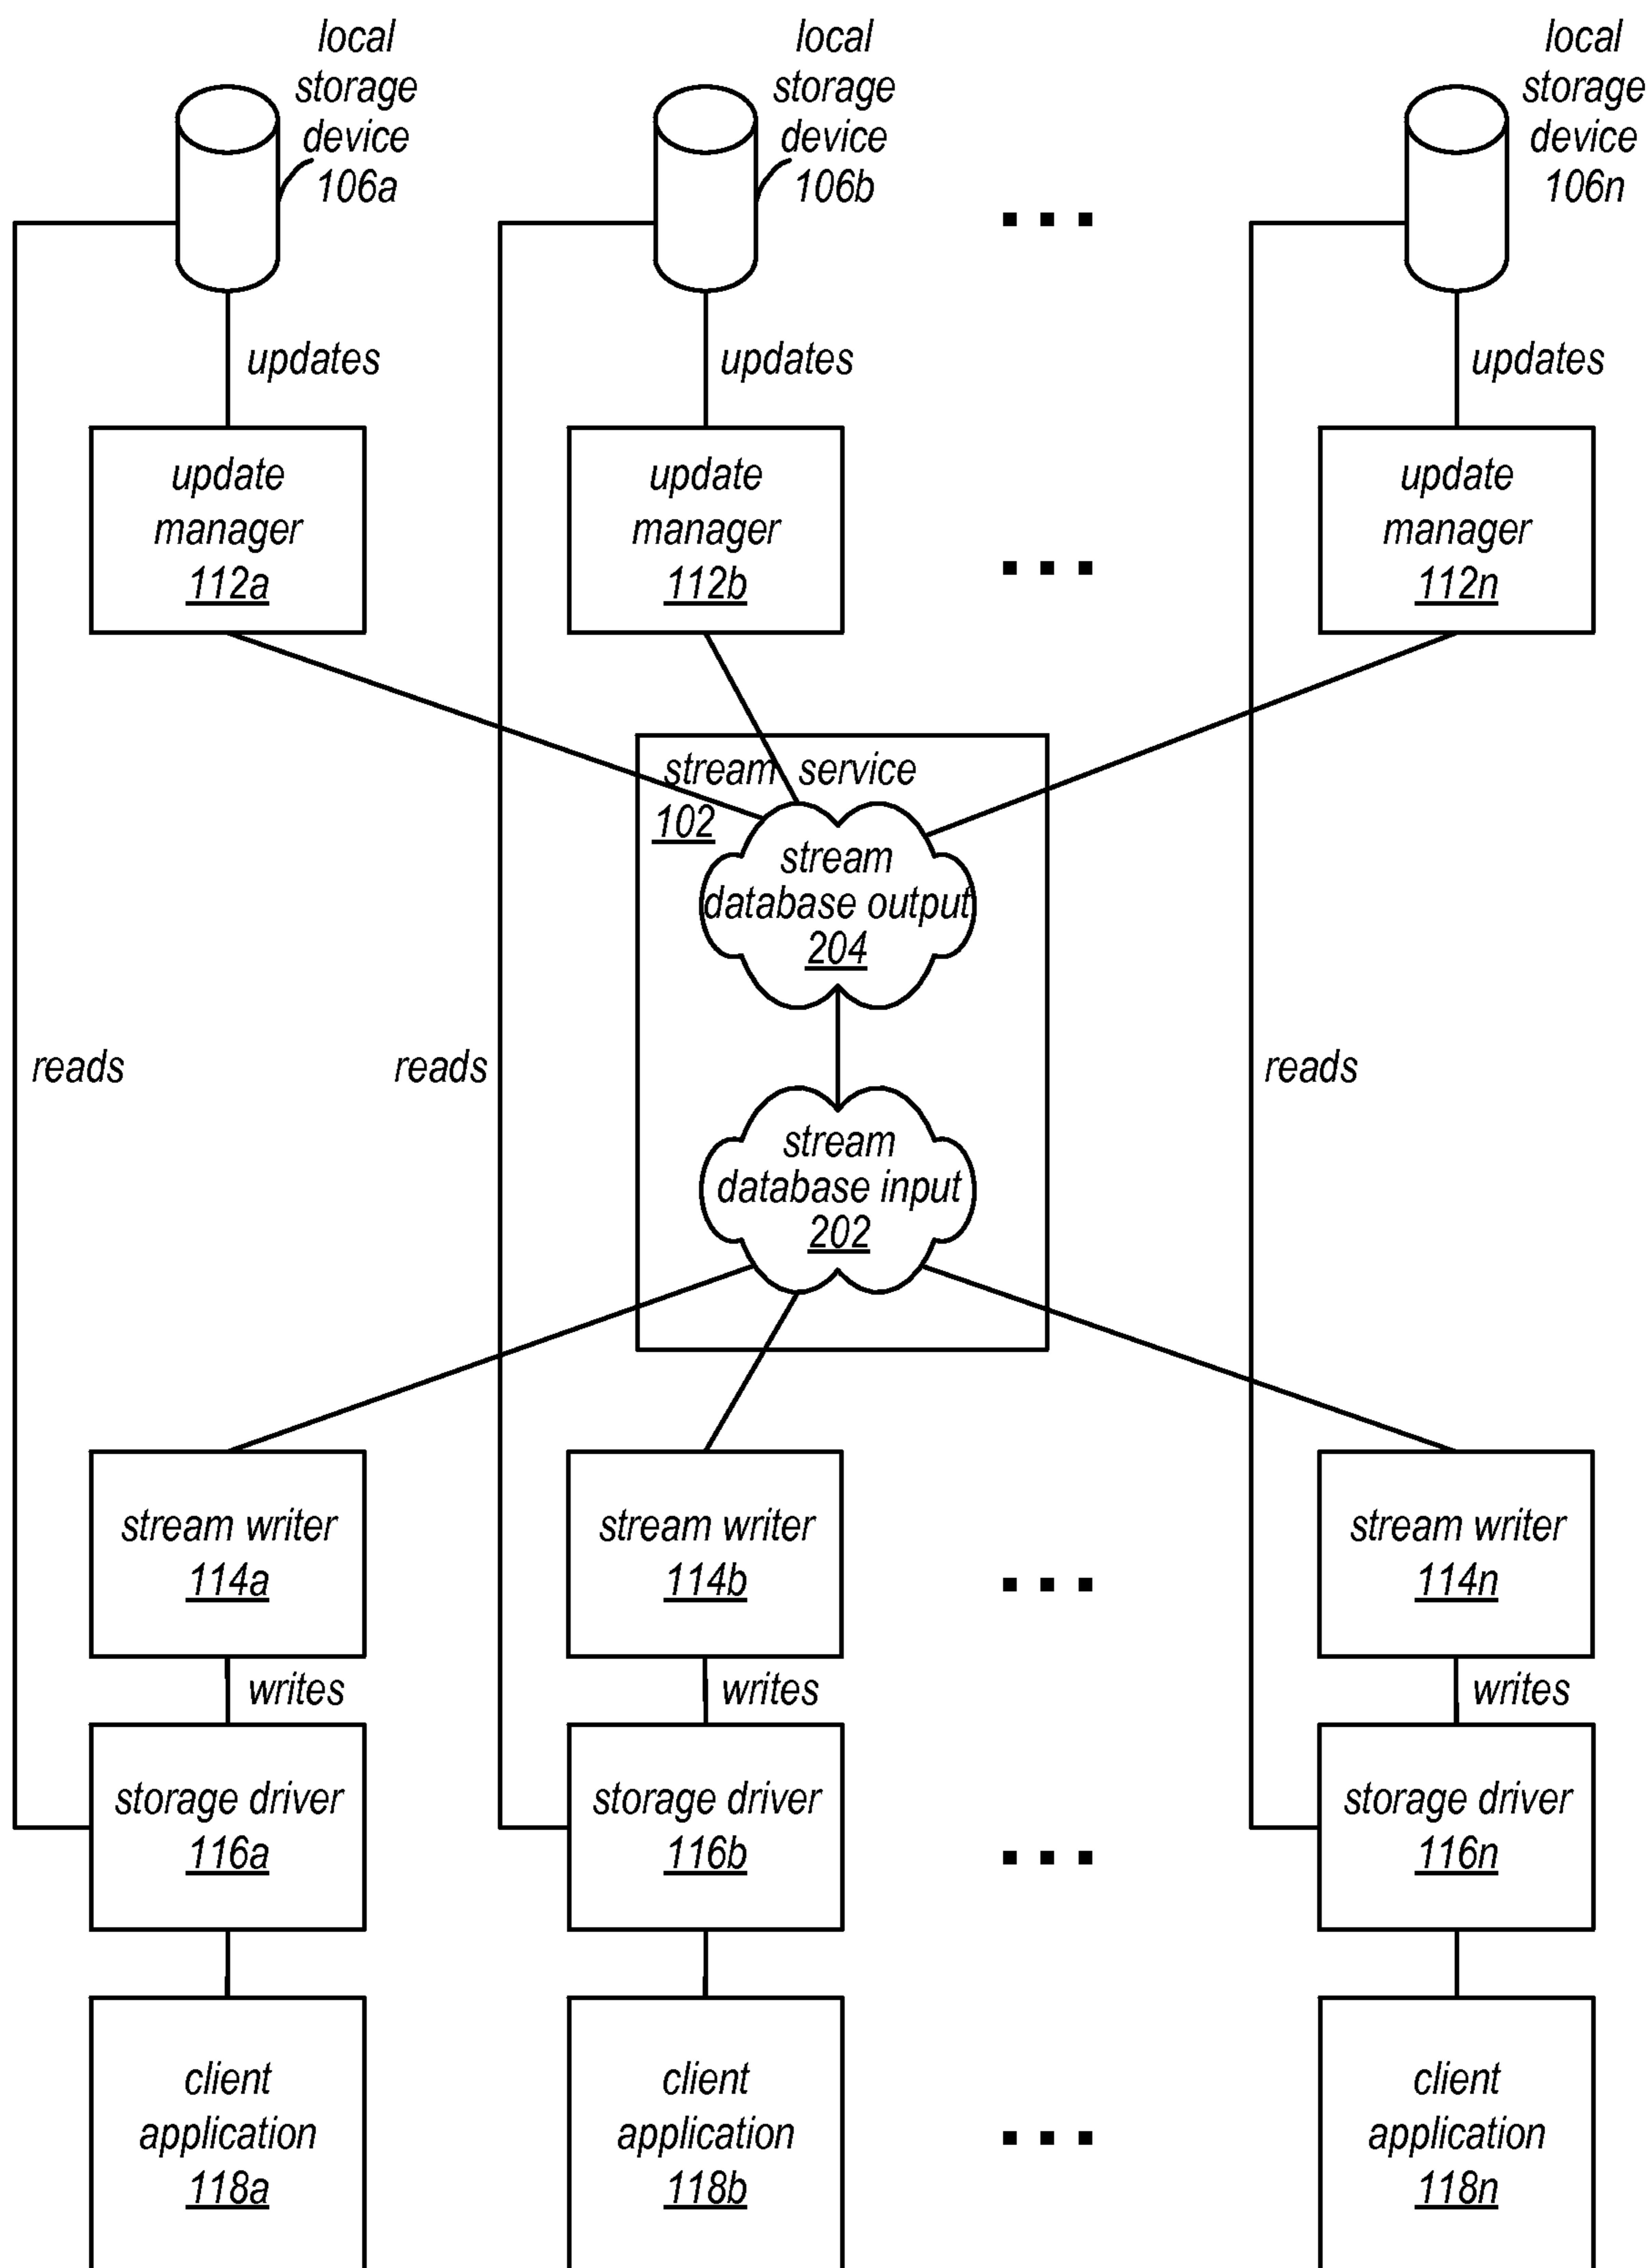 local
storage
device
106a
local
storage
device
106b
local
storage
device
106n
updates
updates
updates
update
manager
112a
update
manager
112b
update
manager
112n
stream service
102
stream
database output
204
reads
reads
reads
stream
database input
202
stream writer
114a
stream writer
114b
stream writer
114n
writes
writes
writes
storage driver
116a
storage driver
116b
storage driver
116n
client
application
118a
client
application
118b
client
application
118n